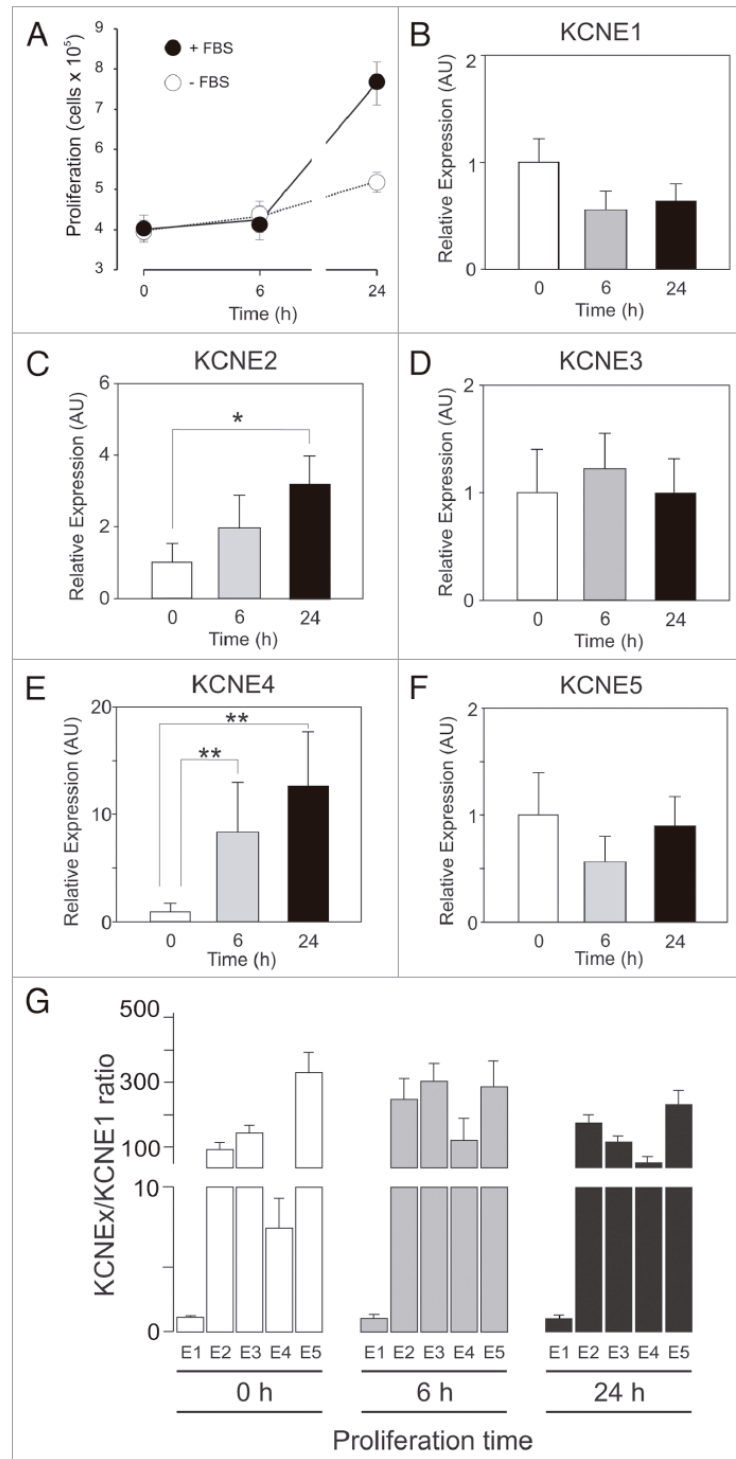 A
Proliferation (cells x 10⁵)
9
8
7
6
5
4
3
+ FBS
- FBS
0
6
24
Time (h)
B
KCNE1
Relative Expression (AU)
2
1
0
0
6
24
Time (h)
C
KCNE2
Relative Expression (AU)
6
4
2
0
*
0
6
24
Time (h)
D
KCNE3
Relative Expression (AU)
2
1
0
0
6
24
Time (h)
E
KCNE4
Relative Expression (AU)
20
10
0
**
**
0
6
24
Time (h)
F
KCNE5
Relative Expression (AU)
2
1
0
0
6
24
Time (h)
G
KCNEx/KCNE1 ratio
500
300
100
10
0
E1 E2 E3 E4 E5
E1 E2 E3 E4 E5
E1 E2 E3 E4 E5
0 h
6 h
24 h
Proliferation time